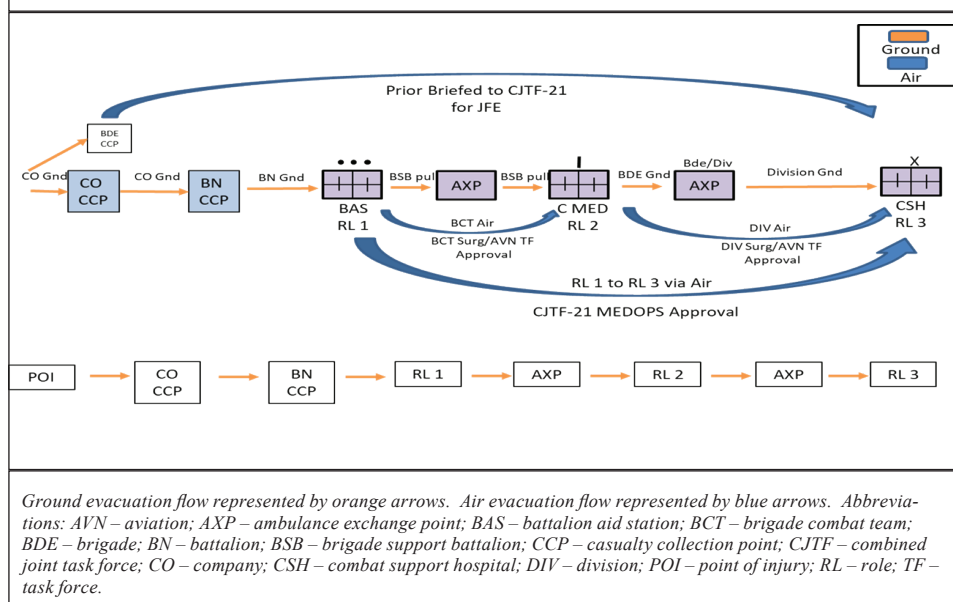 Ground
Air
Prior Briefed to CJTF-21
for JFE
BDE
CCP
CO Gnd
CO
CCP
CO Gnd
BN
CCP
BN Gnd
BAS
RL 1
BSB pull
AXP
BSB pull
C MED
RL 2
BDE Gnd
Bde/Div
AXP
Division Gnd
X
CSH
RL 3
BCT Air
BCT Surg/AVN TF
Approval
DIV Air
DIV Surg/AVN TF
Approval
RL 1 to RL 3 via Air
CJTF-21 MEDOPS Approval
POI
CO
CCP
BN
CCP
RL 1
AXP
RL 2
AXP
RL 3
Ground evacuation flow represented by orange arrows. Air evacuation flow represented by blue arrows. Abbrevia-
tions: AVN – aviation; AXP – ambulance exchange point; BAS – battalion aid station; BCT – brigade combat team;
BDE – brigade; BN – battalion; BSB – brigade support battalion; CCP – casualty collection point; CJTF – combined
joint task force; CO – company; CSH – combat support hospital; DIV – division; POI – point of injury; RL – role; TF –
task force.